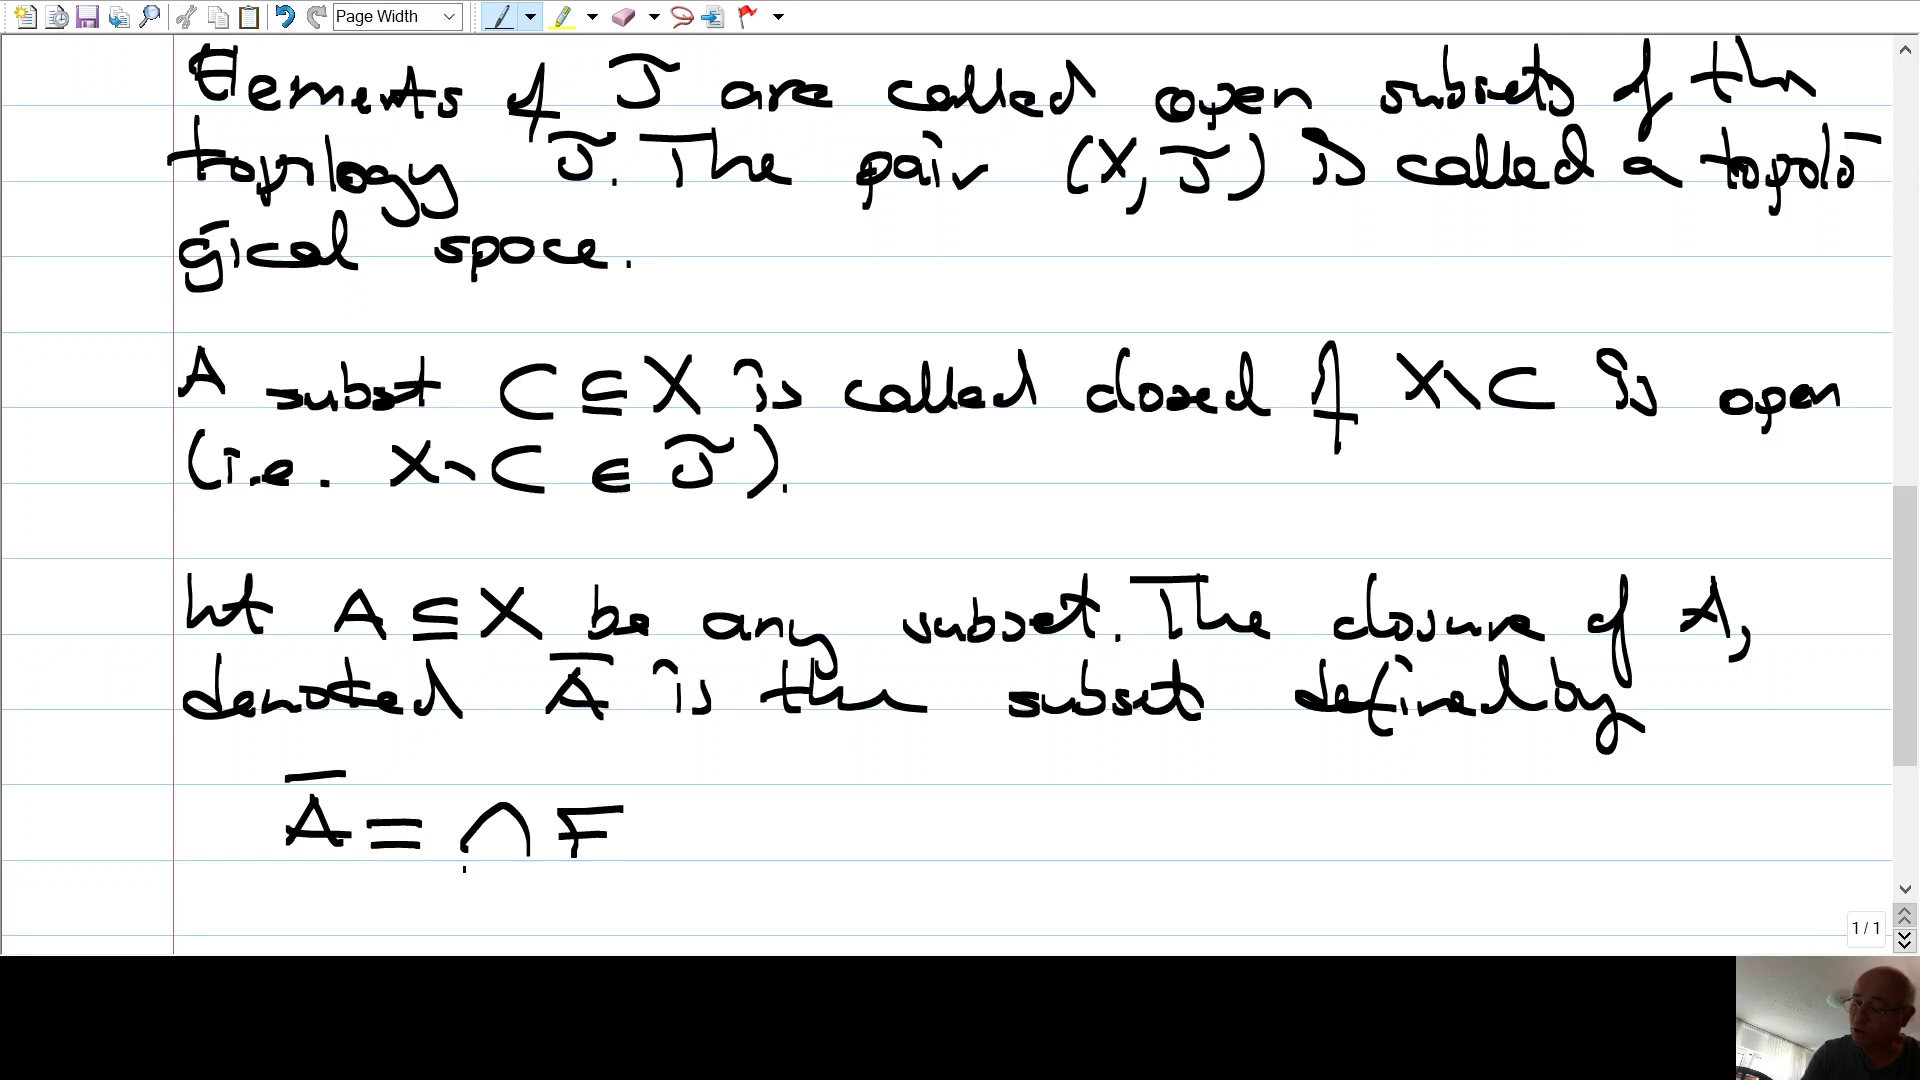 Page Width
Elements of J are called open subsets of the
topology J. The pair (X, J) is called a topolo
gical space.
A subset C ⊆ X is called closed if X \ C is open
(i.e. X \ C ∈ J).
Let A ⊆ X be any subset. The closure of A,
denoted A̅ is the subset defined by
A̅ = ∩ F
1 / 1